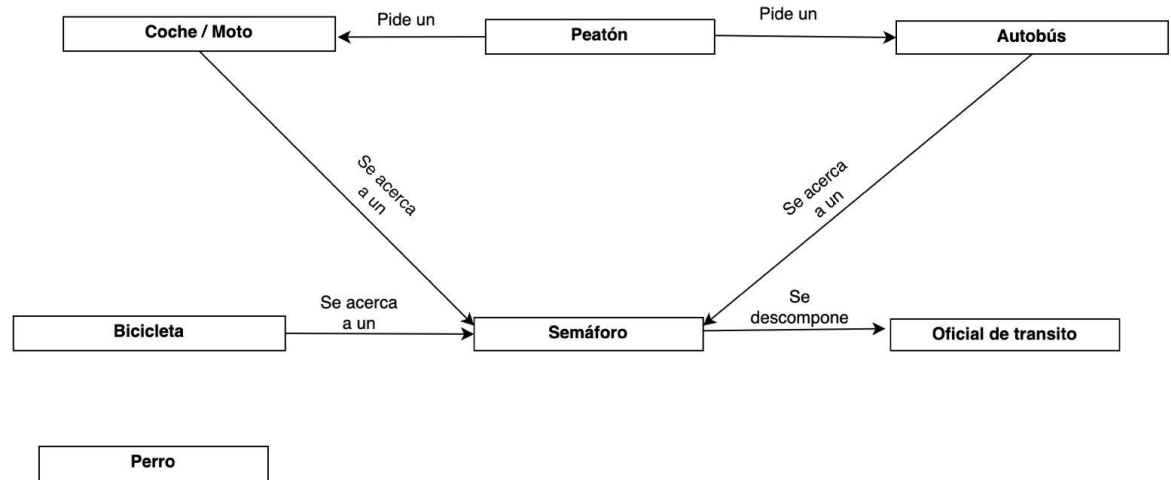 Pide un
Pide un
Coche / Moto
Peatón
Autobús
Se acerca
a un
Se acerca
a un
Se acerca
a un
Se
descompone
Bicicleta
Semáforo
Oficial de transito
Perro